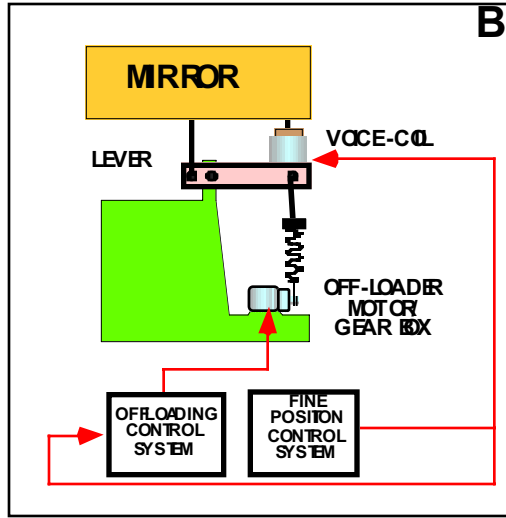 B
MIRROR
VOICE-COIL
LEVER
OFF-LOADER
MOTOR/
GEAR BOX
OFFLOADING
CONTROL
SYSTEM
FINE
POSITION
CONTROL
SYSTEM